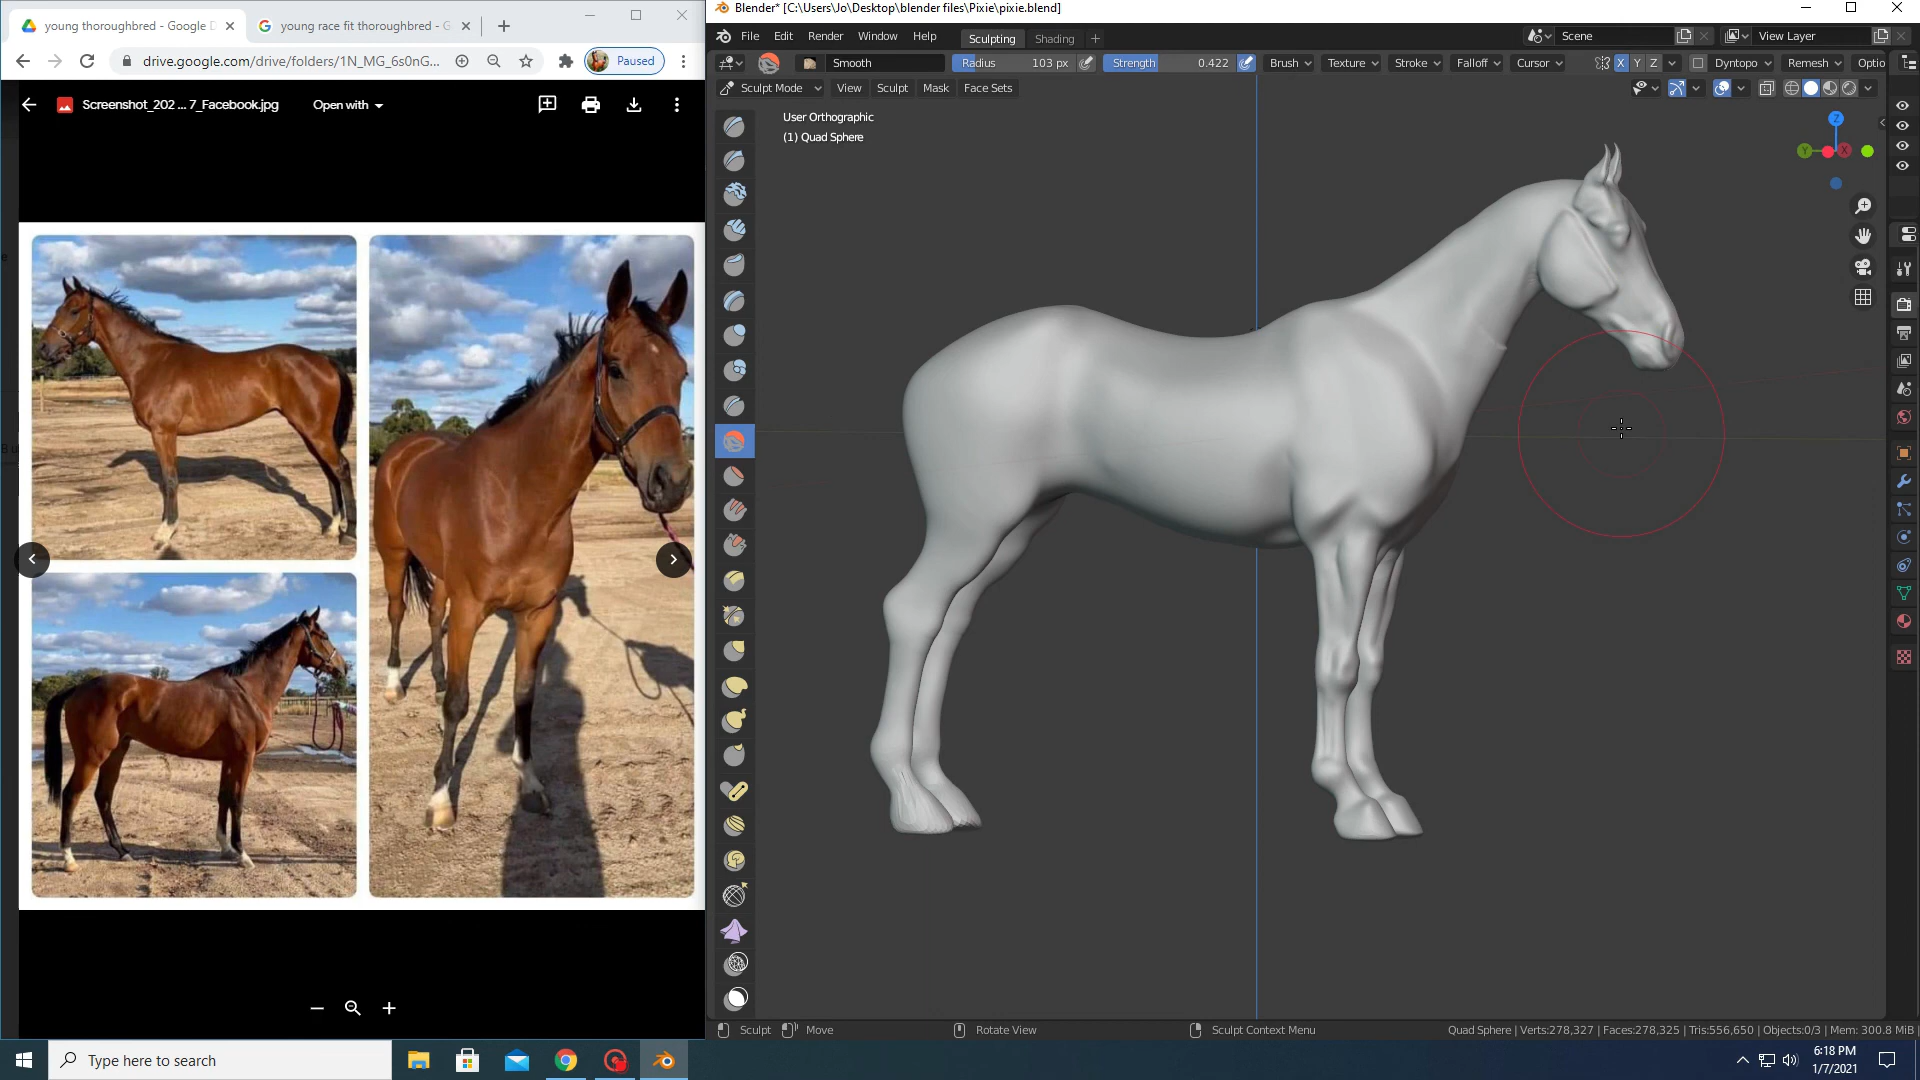 young thoroughbred - Google D
young race fit thoroughbred - G
drive.google.com/drive/folders/1N_MG_6s0nG...
Paused
Screenshot_202 ... 7_Facebook.jpg
Open with
Blender* [C:\Users\Jo\Desktop\blender files\Pixie\pixie.blend]
File Edit Render Window Help Sculpting Shading + Scene View Layer
Smooth Radius 103 px Strength 0.422 Brush Texture Stroke Falloff Cursor X Y Z Dyntopo Remesh Optio
Sculpt Mode View Sculpt Mask Face Sets
User Orthographic
(1) Quad Sphere
Z
Y X
Sculpt Move Rotate View Sculpt Context Menu Quad Sphere | Verts:278,327 | Faces:278,325 | Tris:556,650 | Objects:0/3 | Mem: 300.8 MiB
Type here to search
6:18 PM
1/7/2021